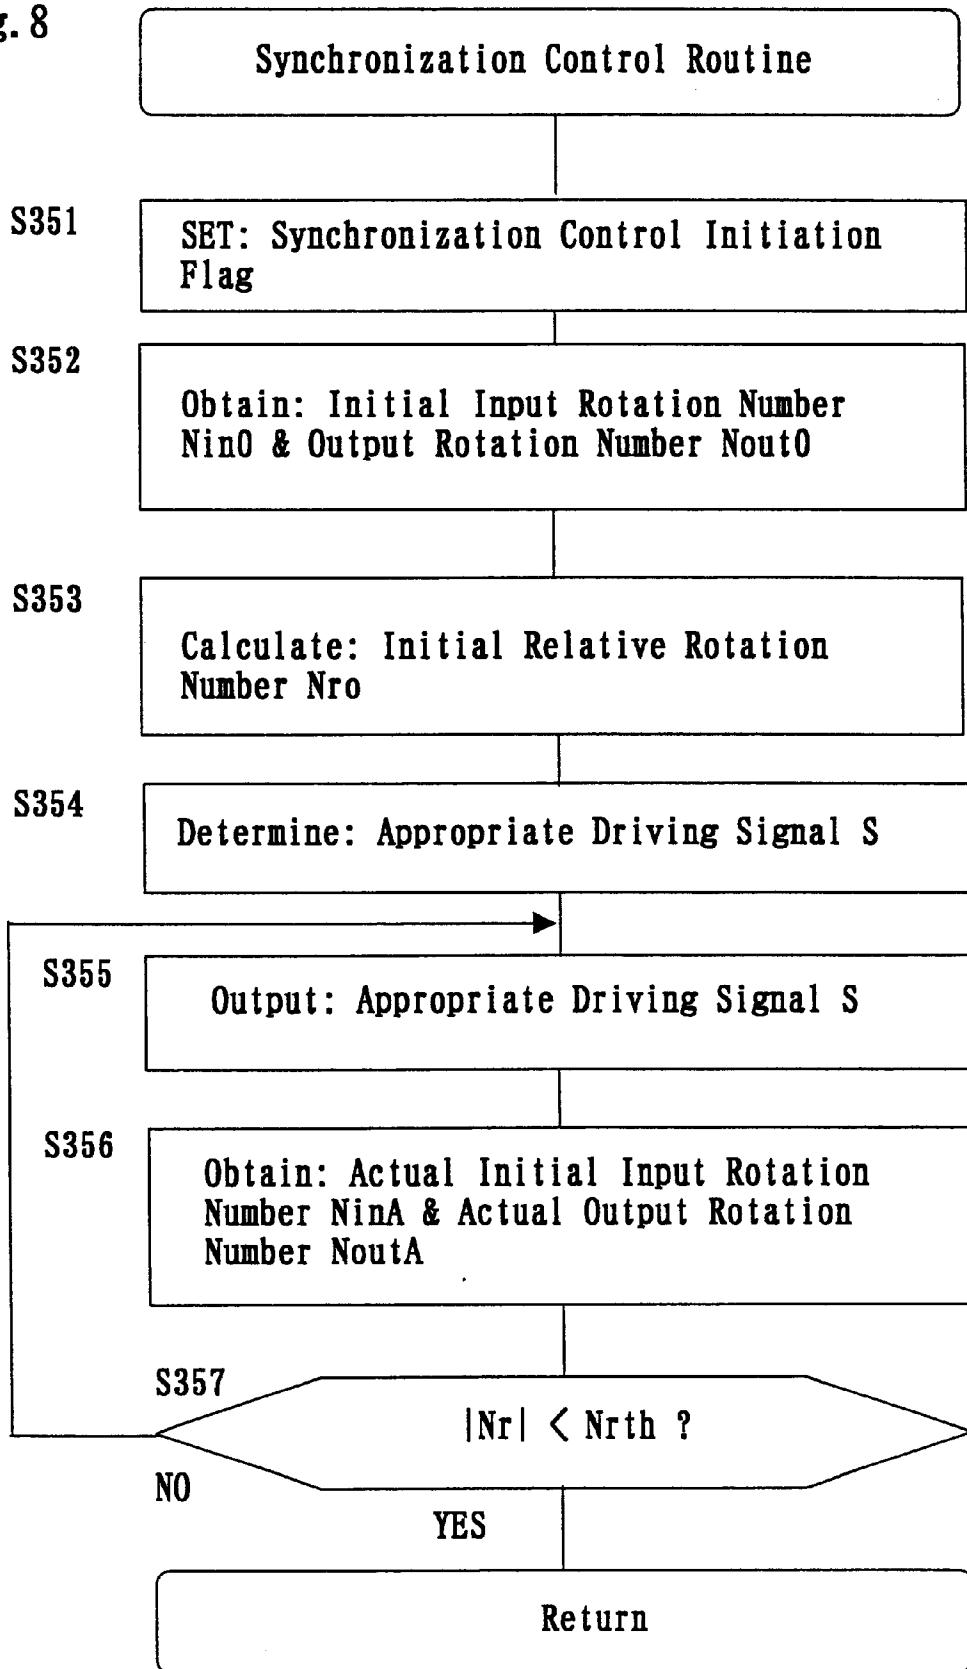 g. 8
Synchronization Control Routine
S351
SET: Synchronization Control Initiation
Flag
S352
Obtain: Initial Input Rotation Number
Nin0 & Output Rotation Number Nout0
S353
Calculate: Initial Relative Rotation
Number Nro
S354
Determine: Appropriate Driving Signal S
S355
Output: Appropriate Driving Signal S
S356
Obtain: Actual Initial Input Rotation
Number NinA & Actual Output Rotation
Number NoutA
S357
|Nr| < Nrth ?
NO
YES
Return